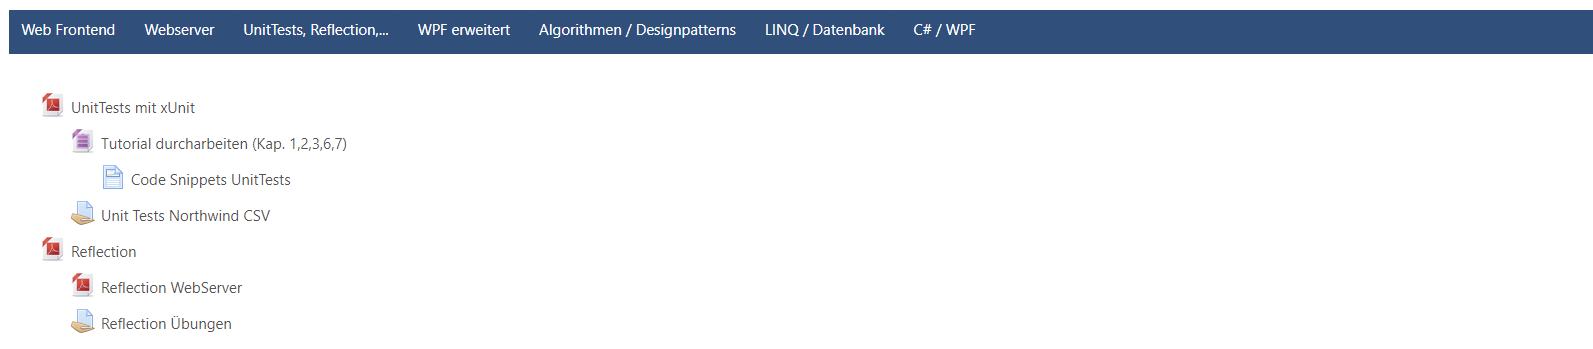 Web Frontend Webserver UnitTests, Reflection,... WPF erweitert Algorithmen / Designpatterns LINQ / Datenbank C# / WPF
UnitTests mit xUnit
Tutorial durcharbeiten (Kap. 1,2,3,6,7)
Code Snippets UnitTests
Unit Tests Northwind CSV
Reflection
Reflection WebServer
Reflection Übungen